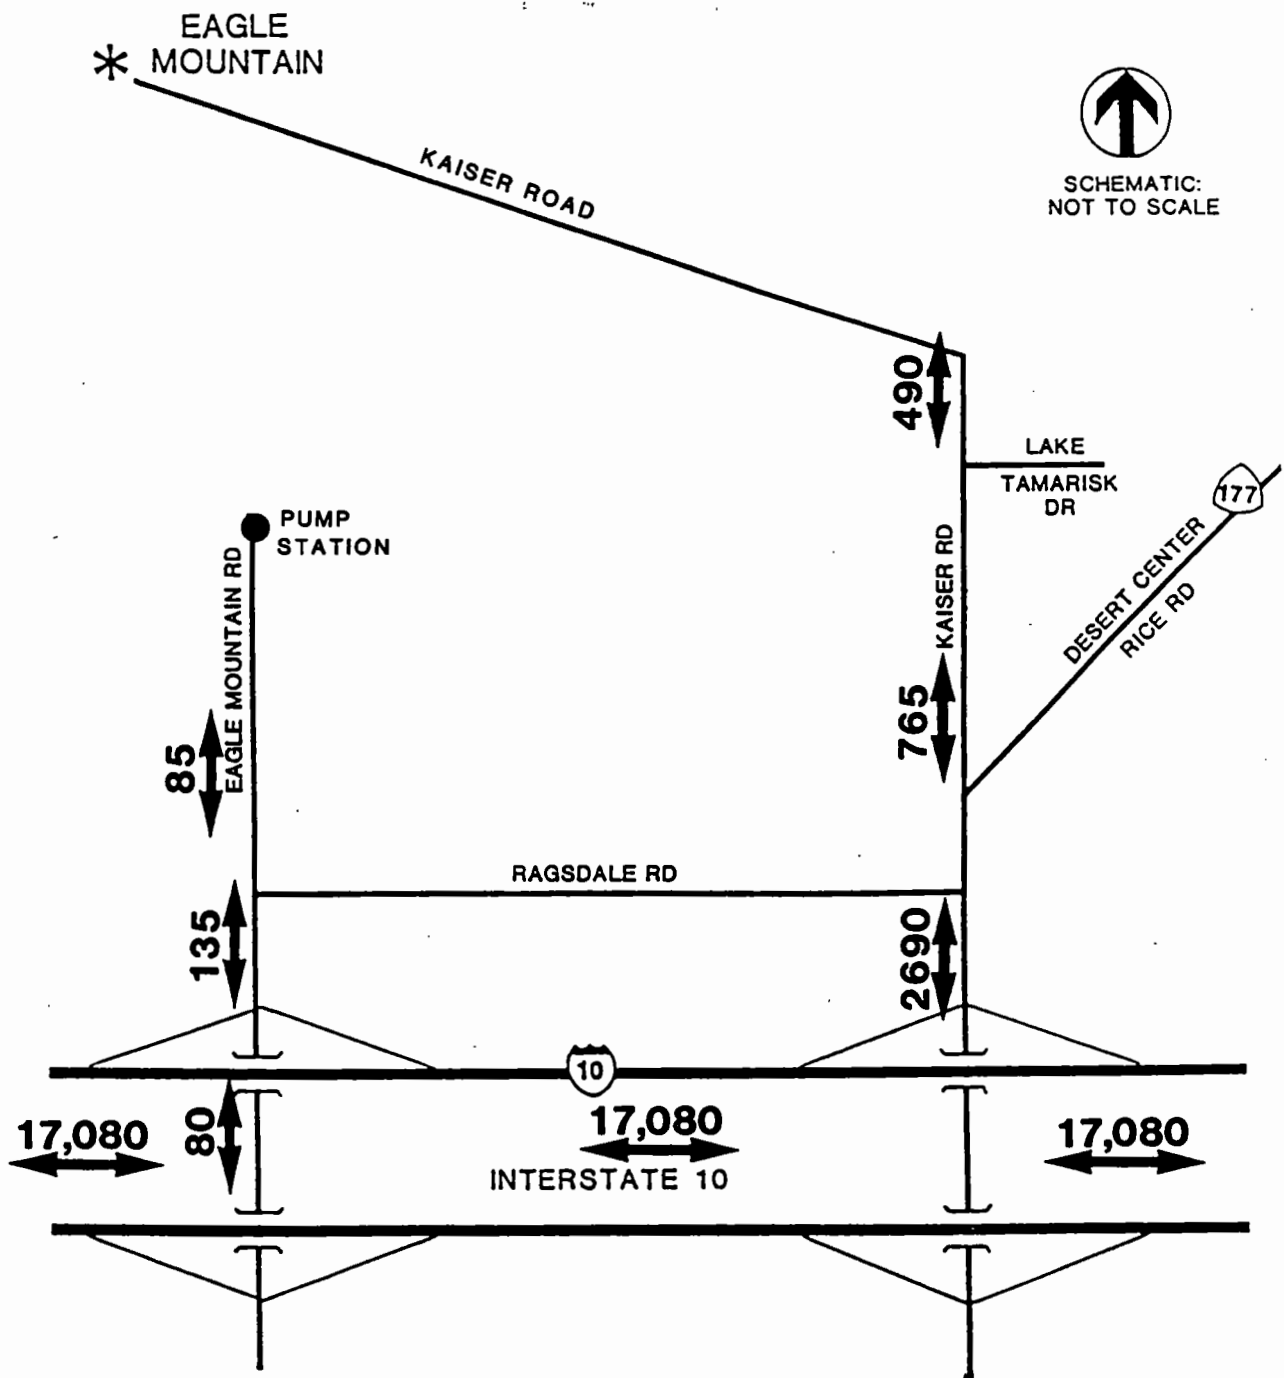 EAGLE
MOUNTAIN
KAISER ROAD
SCHEMATIC:
NOT TO SCALE
490
LAKE
TAMARISK
DR
177
PUMP
STATION
EAGLE MOUNTAIN RD
KAISER RD
DESERT CENTER
RICE RD
765
85
RAGSDALE RD
135
2690
10
17,080
80
17,080
17,080
INTERSTATE 10